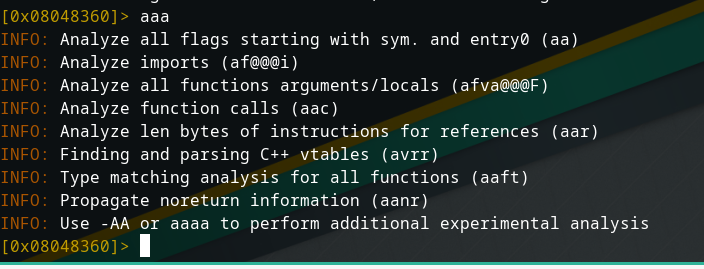 [0x08048360]> aaa
INFO: Analyze all flags starting with sym. and entry0 (aa)
INFO: Analyze imports (af@@@i)
INFO: Analyze all functions arguments/locals (afva@@@F)
INFO: Analyze function calls (aac)
INFO: Analyze len bytes of instructions for references (aar)
INFO: Finding and parsing C++ vtables (avrr)
INFO: Type matching analysis for all functions (aaft)
INFO: Propagate noreturn information (aanr)
INFO: Use -AA or aaaa to perform additional experimental analysis
[0x08048360]>